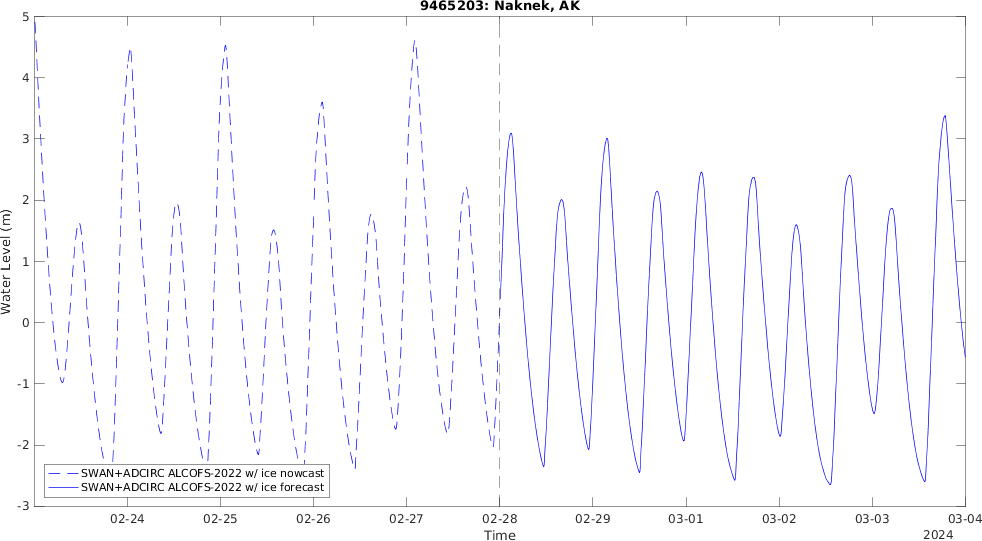 9465203: Naknek, AK
5
4
3
2
1
0
-1
-2
-3
Water Level (m)
SWAN+ADCIRC ALCOFS-2022 w/ ice nowcast
SWAN+ADCIRC ALCOFS-2022 w/ ice forecast
02-24 02-25 02-26 02-27 02-28 02-29 03-01 03-02 03-03 03-04
Time
2024